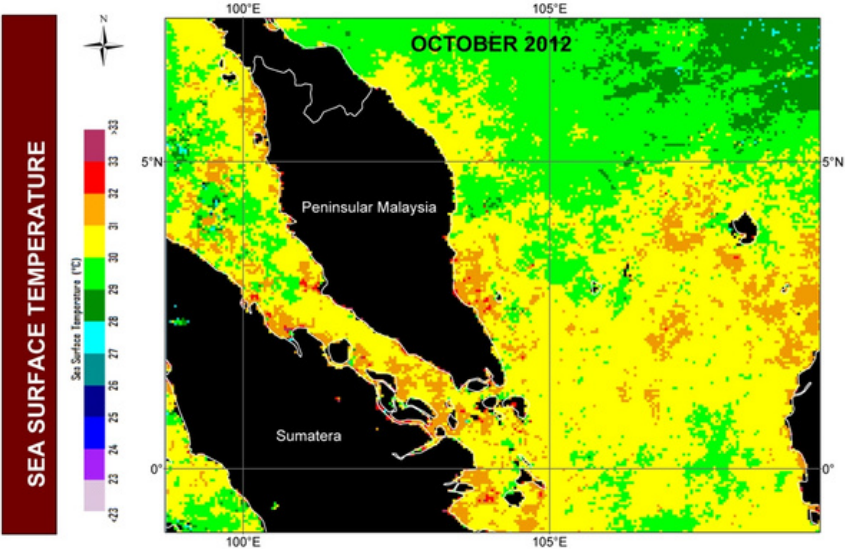 100°E
105°E
N
OCTOBER 2012
SEA SURFACE TEMPERATURE
Sea Surface Temperature (°C)
>33
33
32
31
30
29
28
27
26
25
24
23
<23
5°N
5°N
Peninsular Malaysia
Sumatera
0°
0°
100°E
105°E